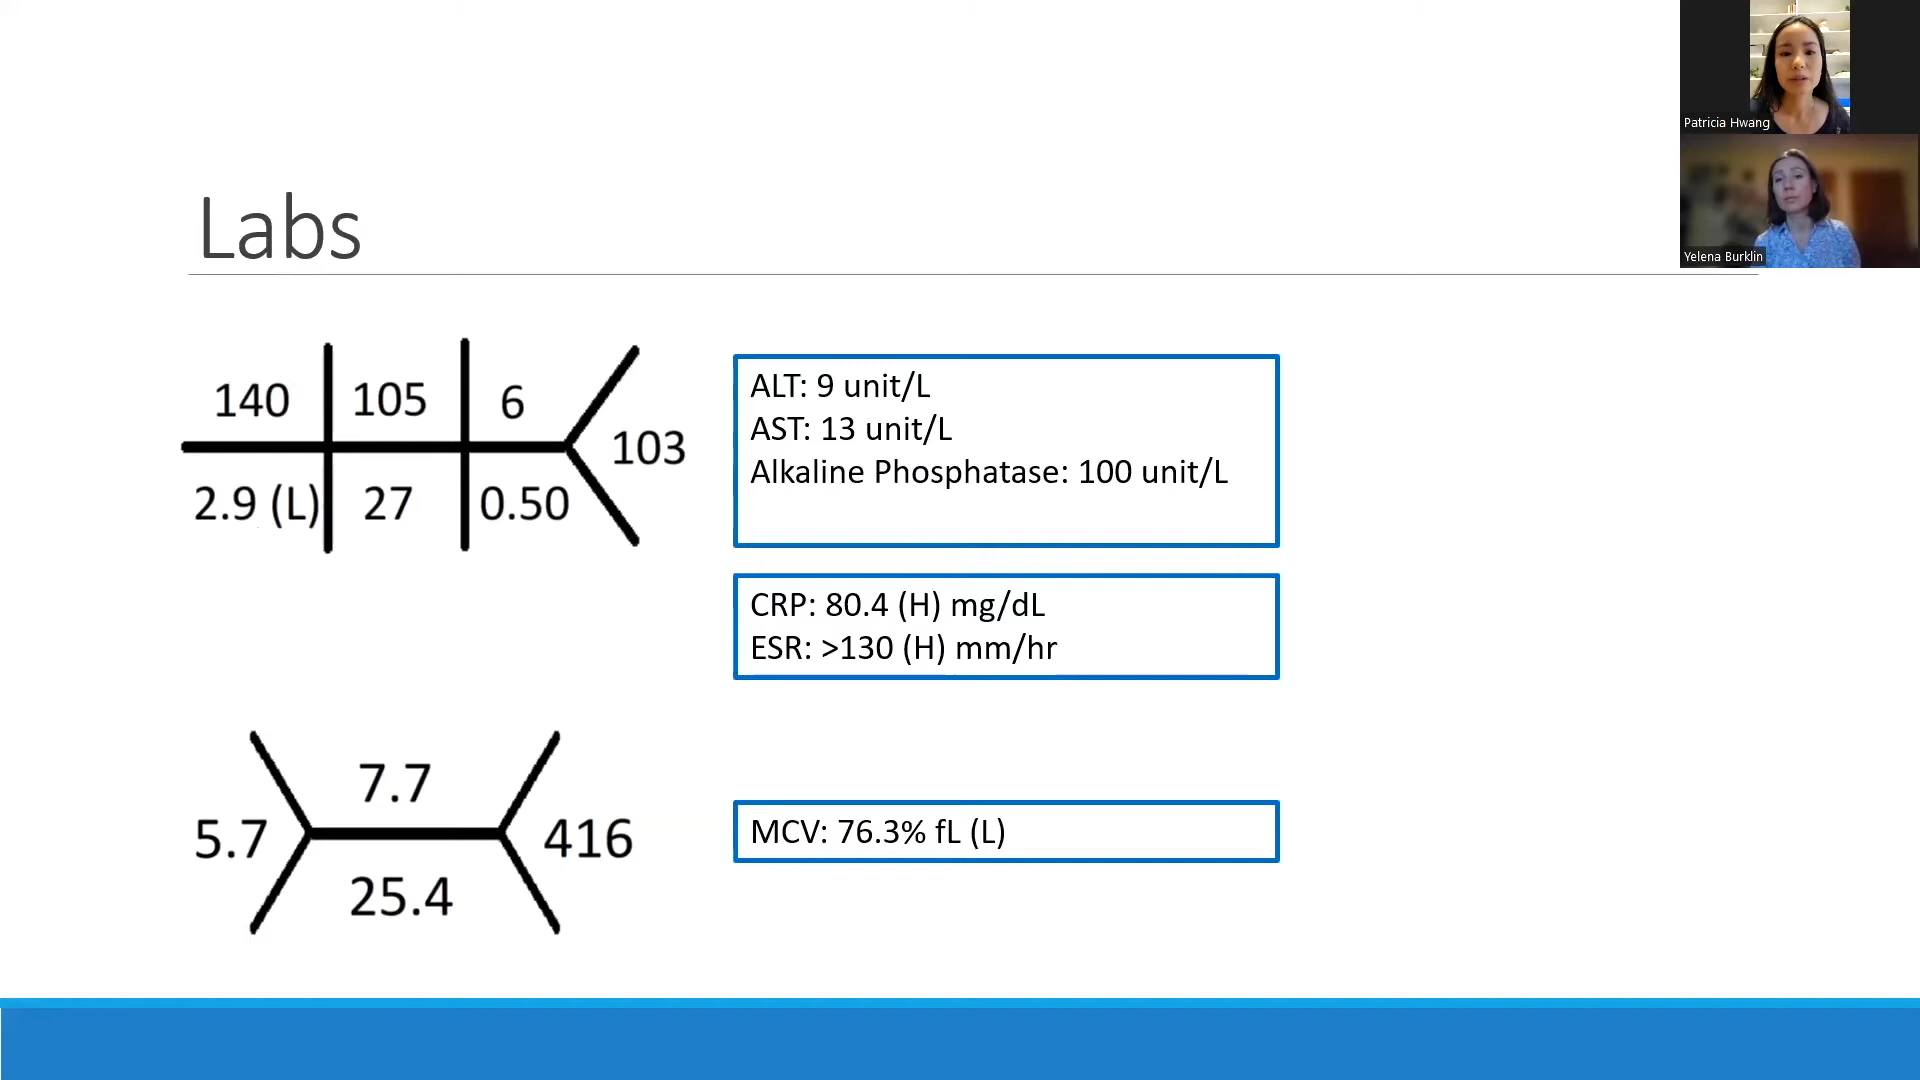 Patricia Hwang
Yelena Burklin
Labs
140 105 6
103
2.9 (L) 27 0.50
ALT: 9 unit/L
AST: 13 unit/L
Alkaline Phosphatase: 100 unit/L
CRP: 80.4 (H) mg/dL
ESR: >130 (H) mm/hr
7.7
5.7 416
25.4
MCV: 76.3% fL (L)